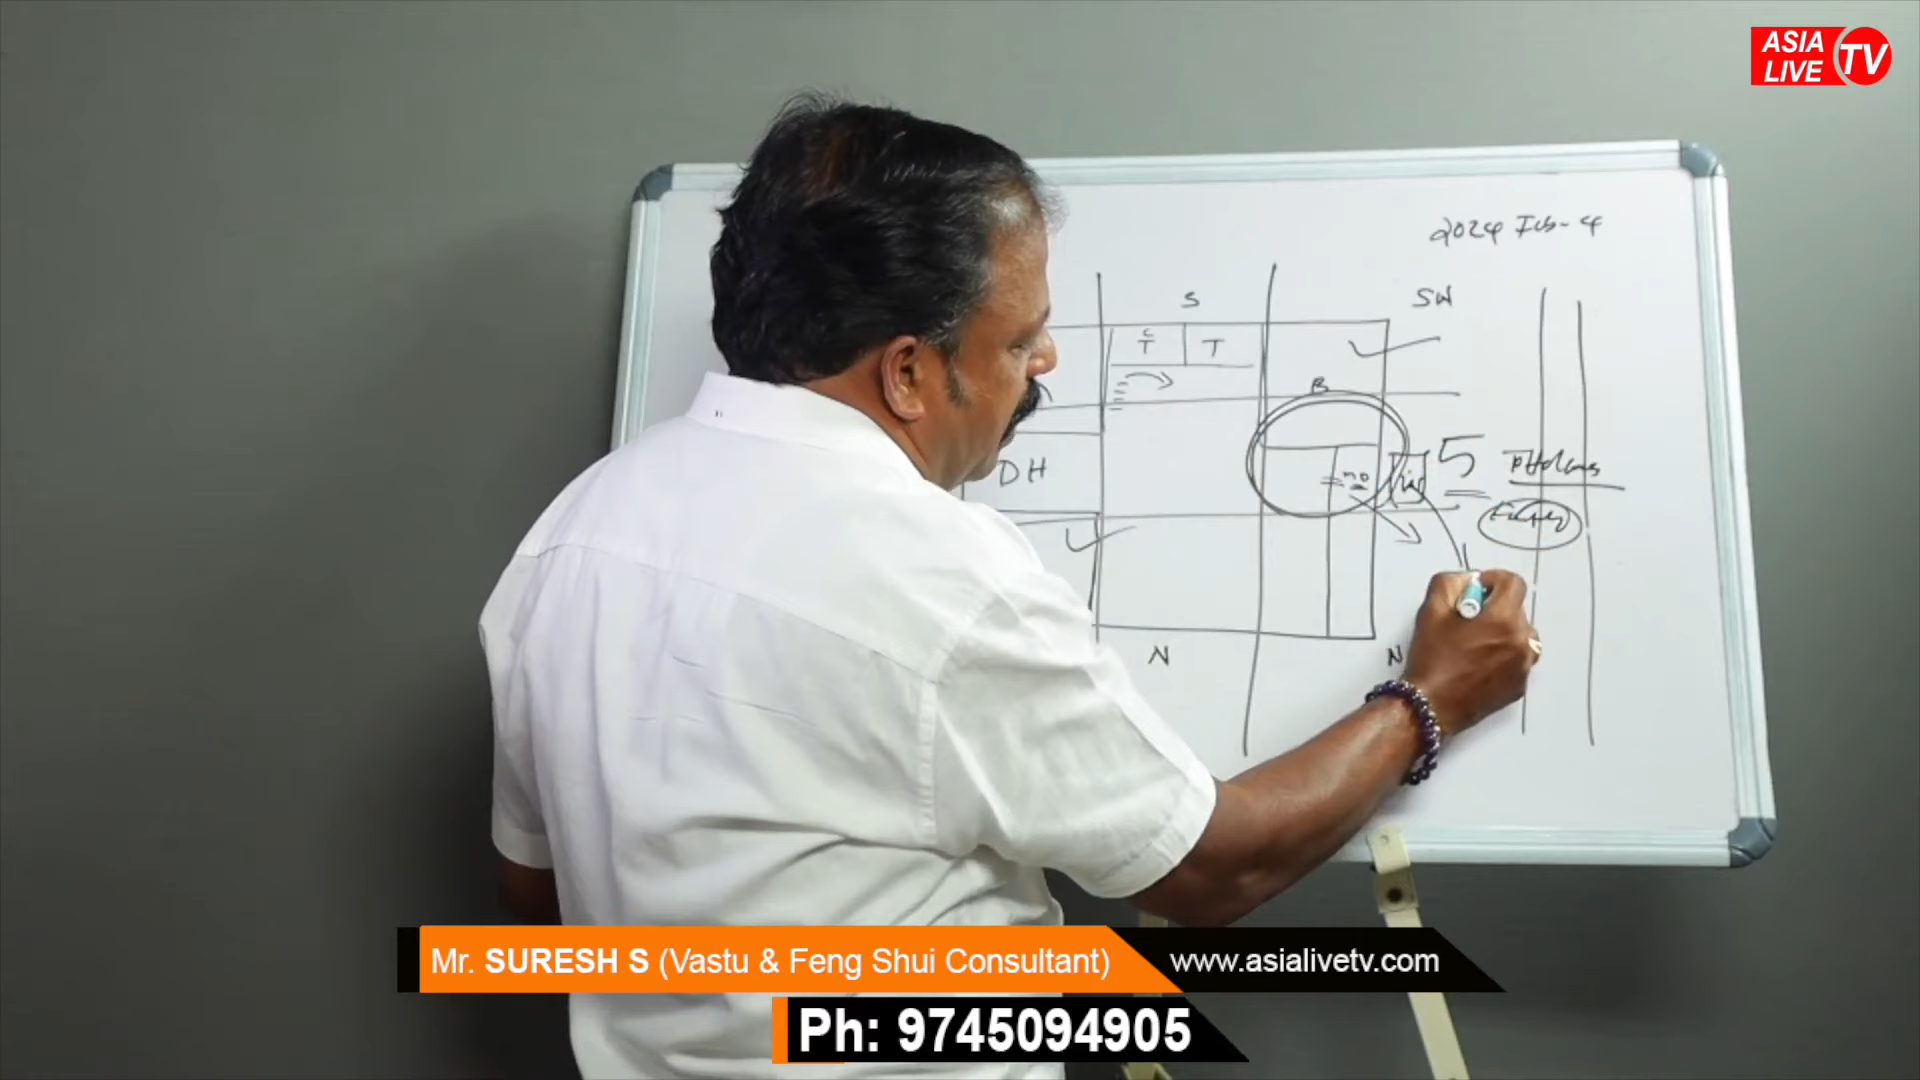 ASIA
LIVE
TV
2024 Feb-4
S
SW
C
T
T
B
DH
5
N
N
Mr. SURESH S (Vastu & Feng Shui Consultant)
www.asialivetv.com
Ph: 9745094905